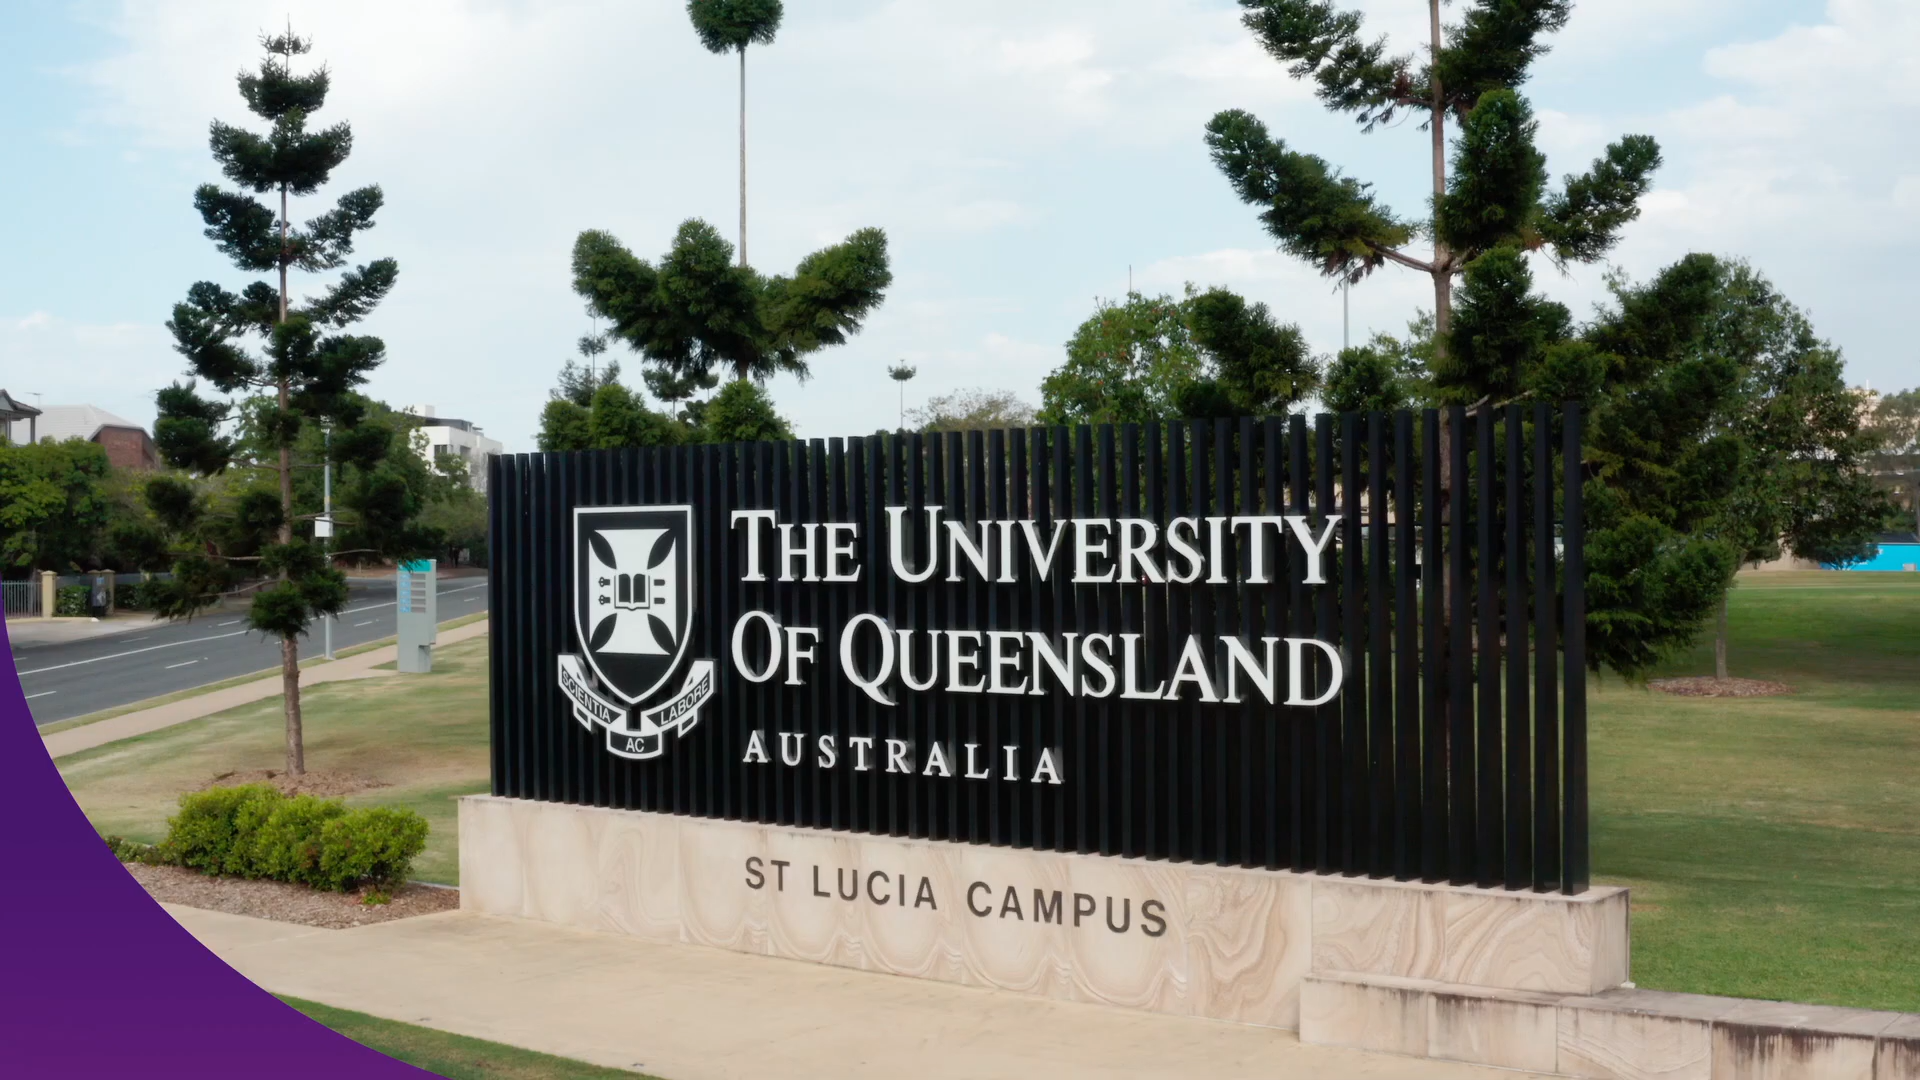 THE UNIVERSITY
OF QUEENSLAND
AUSTRALIA
SCIENTIA
AC
LABORE
ST LUCIA CAMPUS